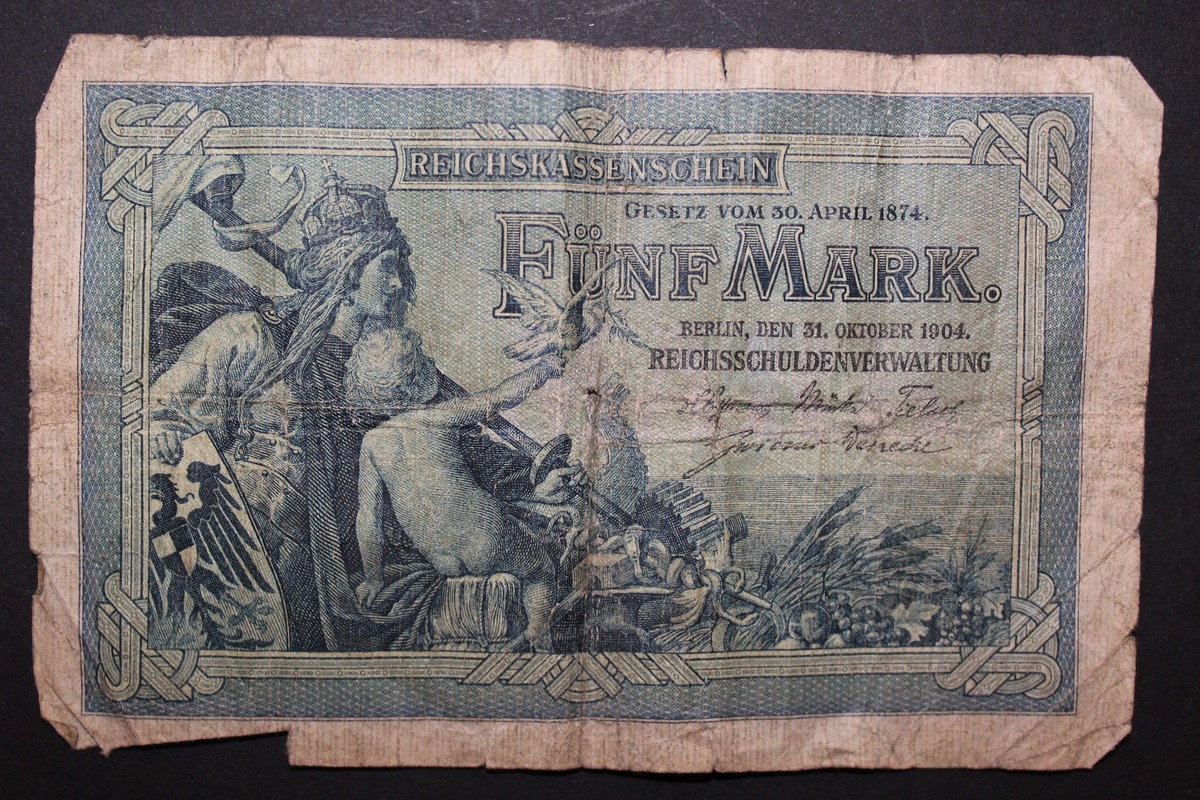 REICHSKASSENSCHEIN
GESETZ VOM 30. APRIL 1874.
FÜNF MARK.
BERLIN, DEN 31. OKTOBER 1904.
REICHSSCHULDENVERWALTUNG